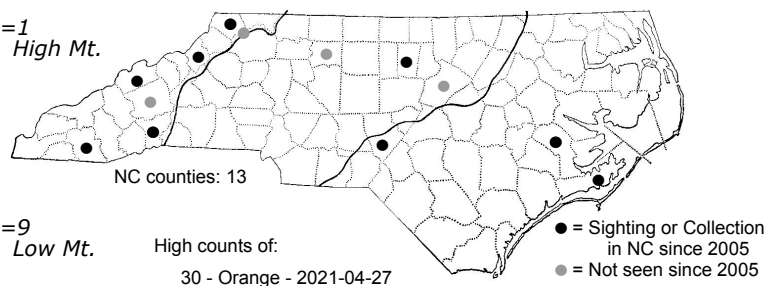 =1
High Mt.
NC counties: 13
=9
Low Mt.
High counts of:
30 - Orange - 2021-04-27
● = Sighting or Collection
in NC since 2005
● = Not seen since 2005